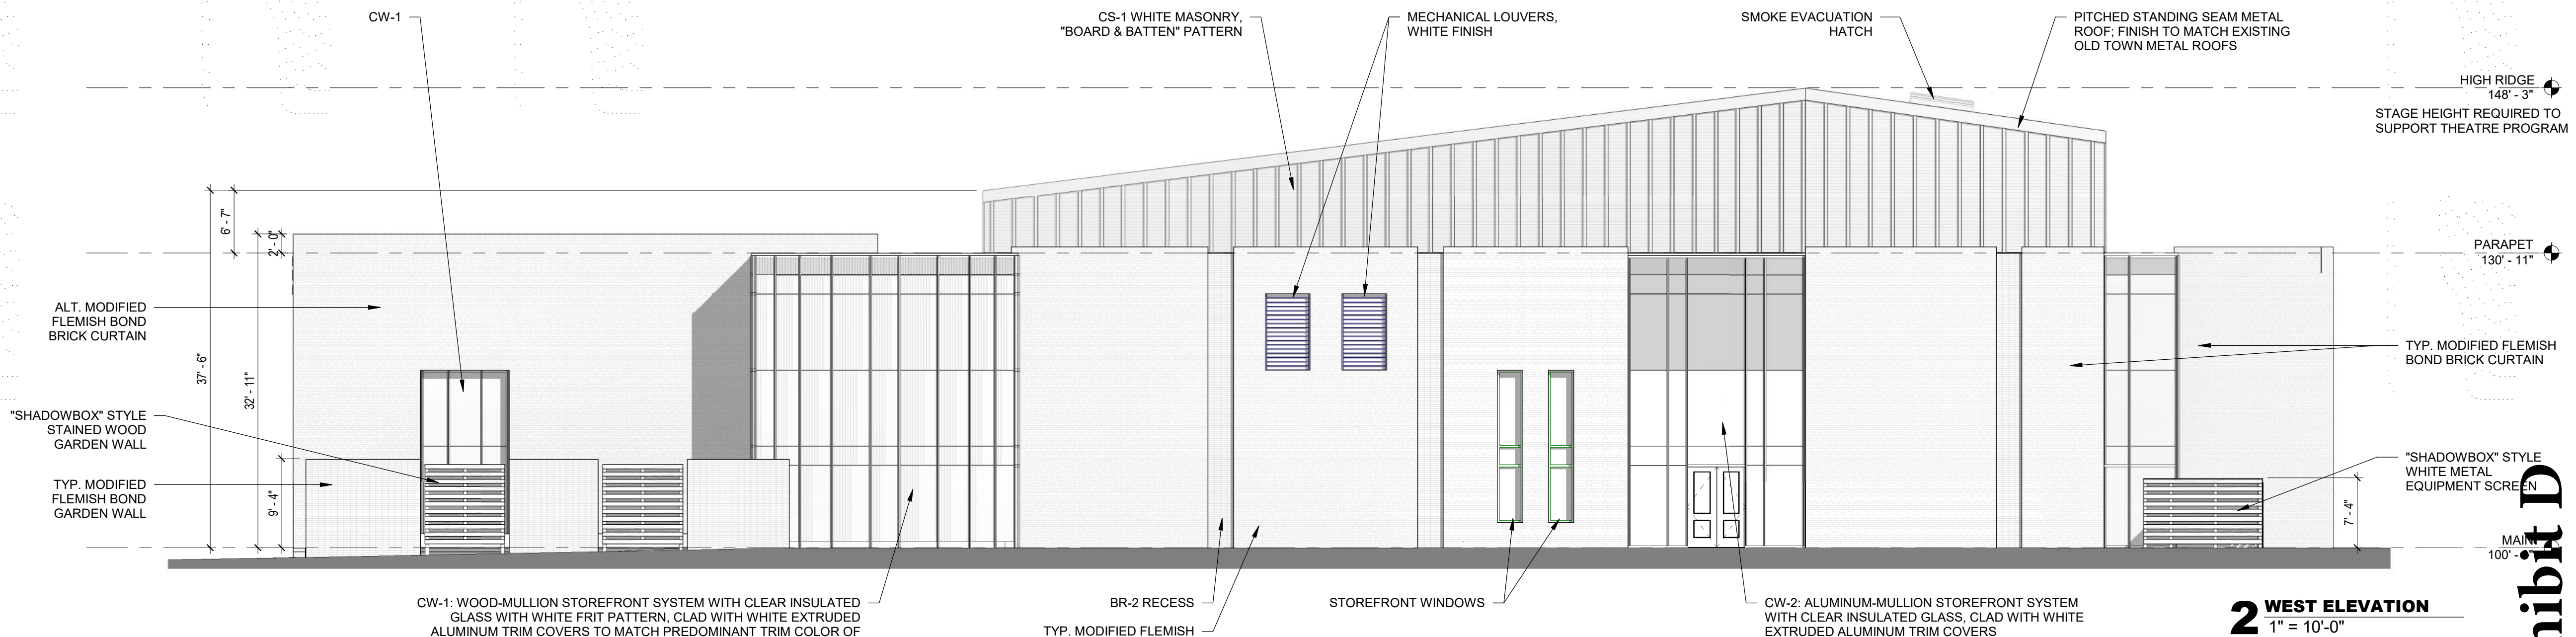 CW-1
CS-1 WHITE MASONRY,
"BOARD & BATTEN" PATTERN
MECHANICAL LOUVERS,
WHITE FINISH
SMOKE EVACUATION
HATCH
PITCHED STANDING SEAM METAL
ROOF; FINISH TO MATCH EXISTING
OLD TOWN METAL ROOFS
HIGH RIDGE
148' - 3"
STAGE HEIGHT REQUIRED TO
SUPPORT THEATRE PROGRAM
6' - 7"
2' - 0"
PARAPET
130' - 11"
ALT. MODIFIED
FLEMISH BOND
BRICK CURTAIN
37' - 6"
32' - 11"
TYP. MODIFIED FLEMISH
BOND BRICK CURTAIN
"SHADOWBOX" STYLE
STAINED WOOD
GARDEN WALL
TYP. MODIFIED
FLEMISH BOND
GARDEN WALL
9' - 4"
"SHADOWBOX" STYLE
WHITE METAL
EQUIPMENT SCREEN
7' - 4"
MAIN
100' -
CW-1: WOOD-MULLION STOREFRONT SYSTEM WITH CLEAR INSULATED
GLASS WITH WHITE FRIT PATTERN, CLAD WITH WHITE EXTRUDED
ALUMINUM TRIM COVERS TO MATCH PREDOMINANT TRIM COLOR OF
BR-2 RECESS
TYP. MODIFIED FLEMISH
STOREFRONT WINDOWS
CW-2: ALUMINUM-MULLION STOREFRONT SYSTEM
WITH CLEAR INSULATED GLASS, CLAD WITH WHITE
EXTRUDED ALUMINUM TRIM COVERS
2 WEST ELEVATION
1" = 10'-0"
hibit D